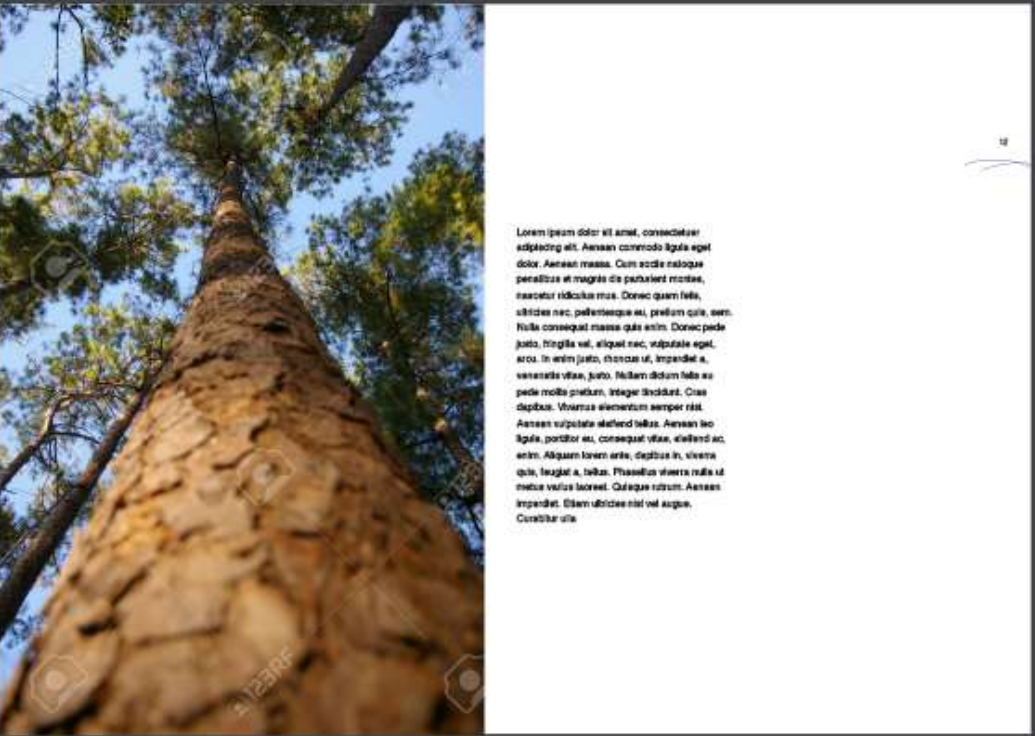 12
Lorem ipsum dolor sit amet, consectetuer
adipiscing elit. Aenean commodo ligula eget
dolor. Aenean massa. Cum sociis natoque
penatibus et magnis dis parturient montes,
nascetur ridiculus mus. Donec quam felis,
ultricies nec, pellentesque eu, pretium quis, sem.
Nulla consequat massa quis enim. Donec pede
justo, fringilla vel, aliquet nec, vulputate eget,
arcu. In enim justo, rhoncus ut, imperdiet a,
venenatis vitae, justo. Nullam dictum felis eu
pede mollis pretium. Integer tincidunt. Cras
dapibus. Vivamus elementum semper nisi.
Aenean vulputate eleifend tellus. Aenean leo
ligula, porttitor eu, consequat vitae, eleifend ac,
enim. Aliquam lorem ante, dapibus in, viverra
quis, feugiat a, tellus. Phasellus viverra nulla ut
metus varius laoreet. Quisque rutrum. Aenean
imperdiet. Etiam ultricies nisi vel augue.
Curabitur ulla
123RF